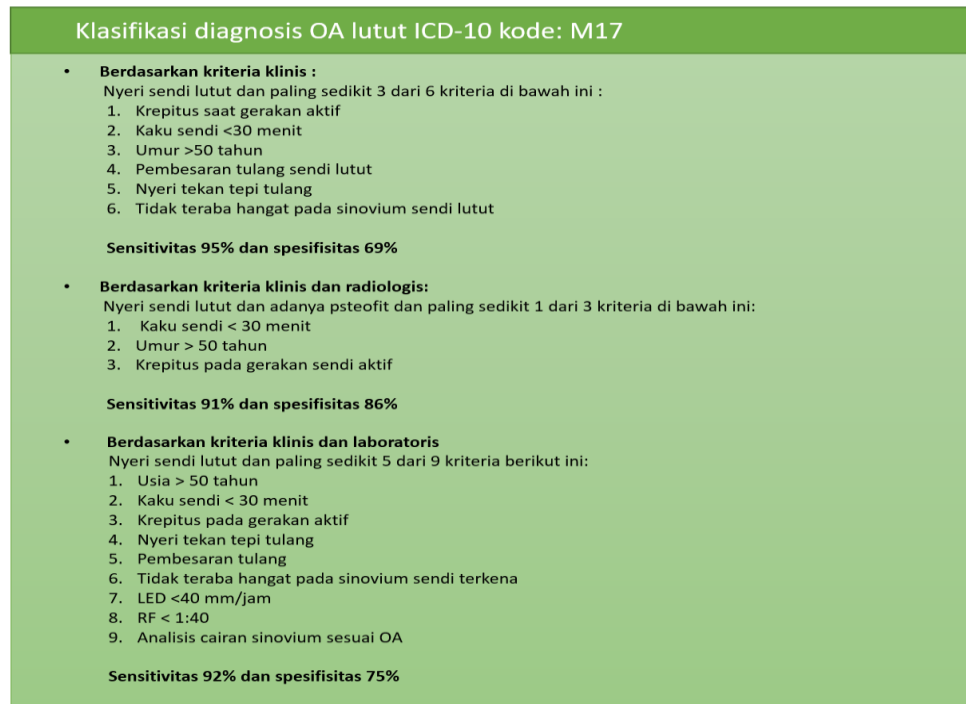 Klasifikasi diagnosis OA lutut ICD-10 kode: M17
• Berdasarkan kriteria klinis :
Nyeri sendi lutut dan paling sedikit 3 dari 6 kriteria di bawah ini :
1. Krepitus saat gerakan aktif
2. Kaku sendi <30 menit
3. Umur >50 tahun
4. Pembesaran tulang sendi lutut
5. Nyeri tekan tepi tulang
6. Tidak teraba hangat pada sinovium sendi lutut
Sensitivitas 95% dan spesifisitas 69%
• Berdasarkan kriteria klinis dan radiologis:
Nyeri sendi lutut dan adanya psteofit dan paling sedikit 1 dari 3 kriteria di bawah ini:
1. Kaku sendi < 30 menit
2. Umur > 50 tahun
3. Krepitus pada gerakan sendi aktif
Sensitivitas 91% dan spesifisitas 86%
• Berdasarkan kriteria klinis dan laboratoris
Nyeri sendi lutut dan paling sedikit 5 dari 9 kriteria berikut ini:
1. Usia > 50 tahun
2. Kaku sendi < 30 menit
3. Krepitus pada gerakan aktif
4. Nyeri tekan tepi tulang
5. Pembesaran tulang
6. Tidak teraba hangat pada sinovium sendi terkena
7. LED <40 mm/jam
8. RF < 1:40
9. Analisis cairan sinovium sesuai OA
Sensitivitas 92% dan spesifisitas 75%